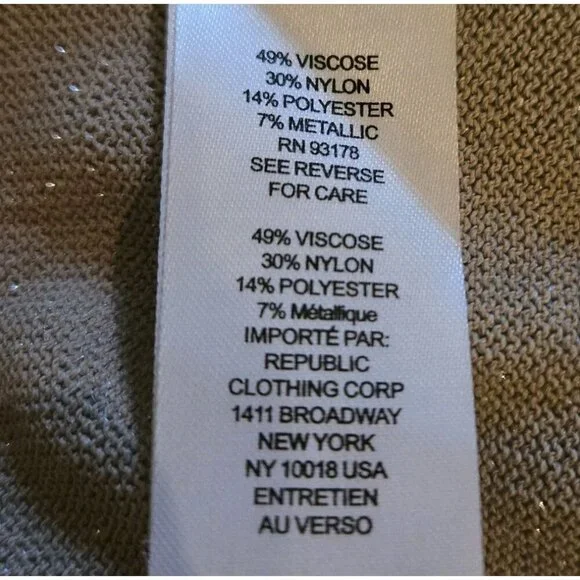 49% VISCOSE
30% NYLON
14% POLYESTER
7% METALLIC
RN 93178
SEE REVERSE
FOR CARE
49% VISCOSE
30% NYLON
14% POLYESTER
7% Métallique
IMPORTÉ PAR:
REPUBLIC
CLOTHING CORP
1411 BROADWAY
NEW YORK
NY 10018 USA
ENTRETIEN
AU VERSO